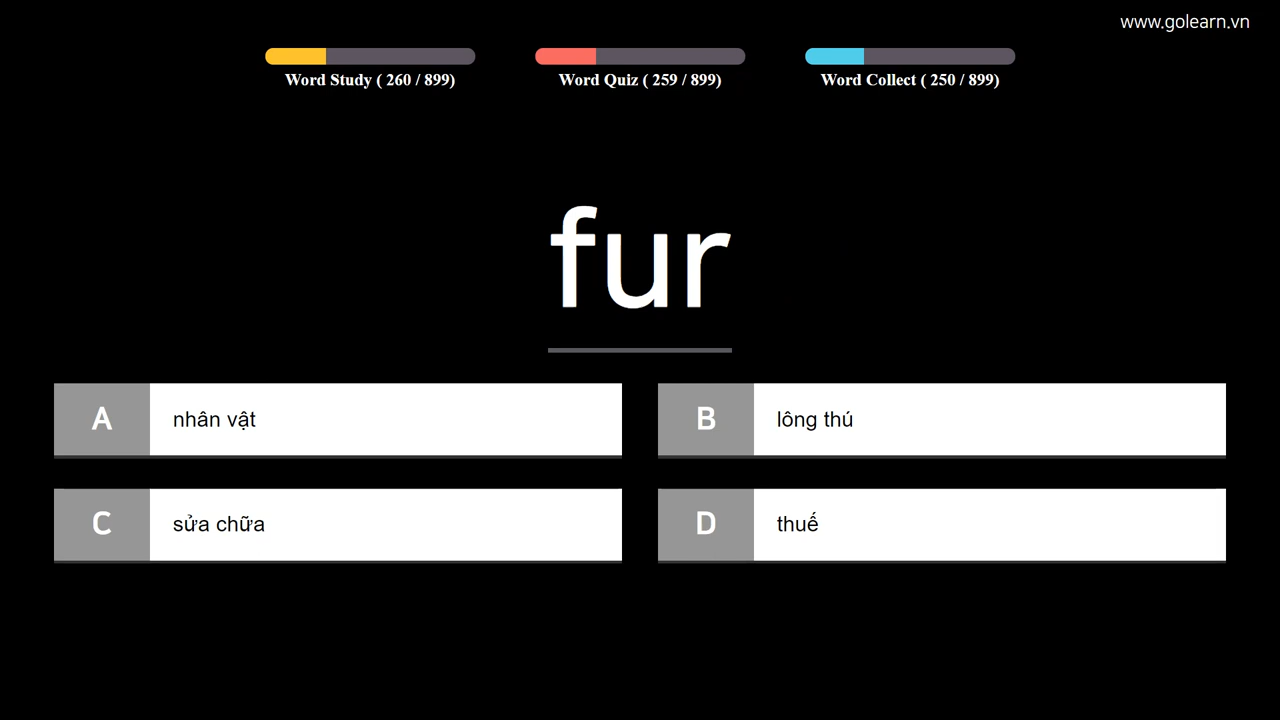 www.golearn.vn
Word Study ( 260 / 899)
Word Quiz ( 259 / 899)
Word Collect ( 250 / 899)
fur
A nhân vật
B lông thú
C sửa chữa
D thuế